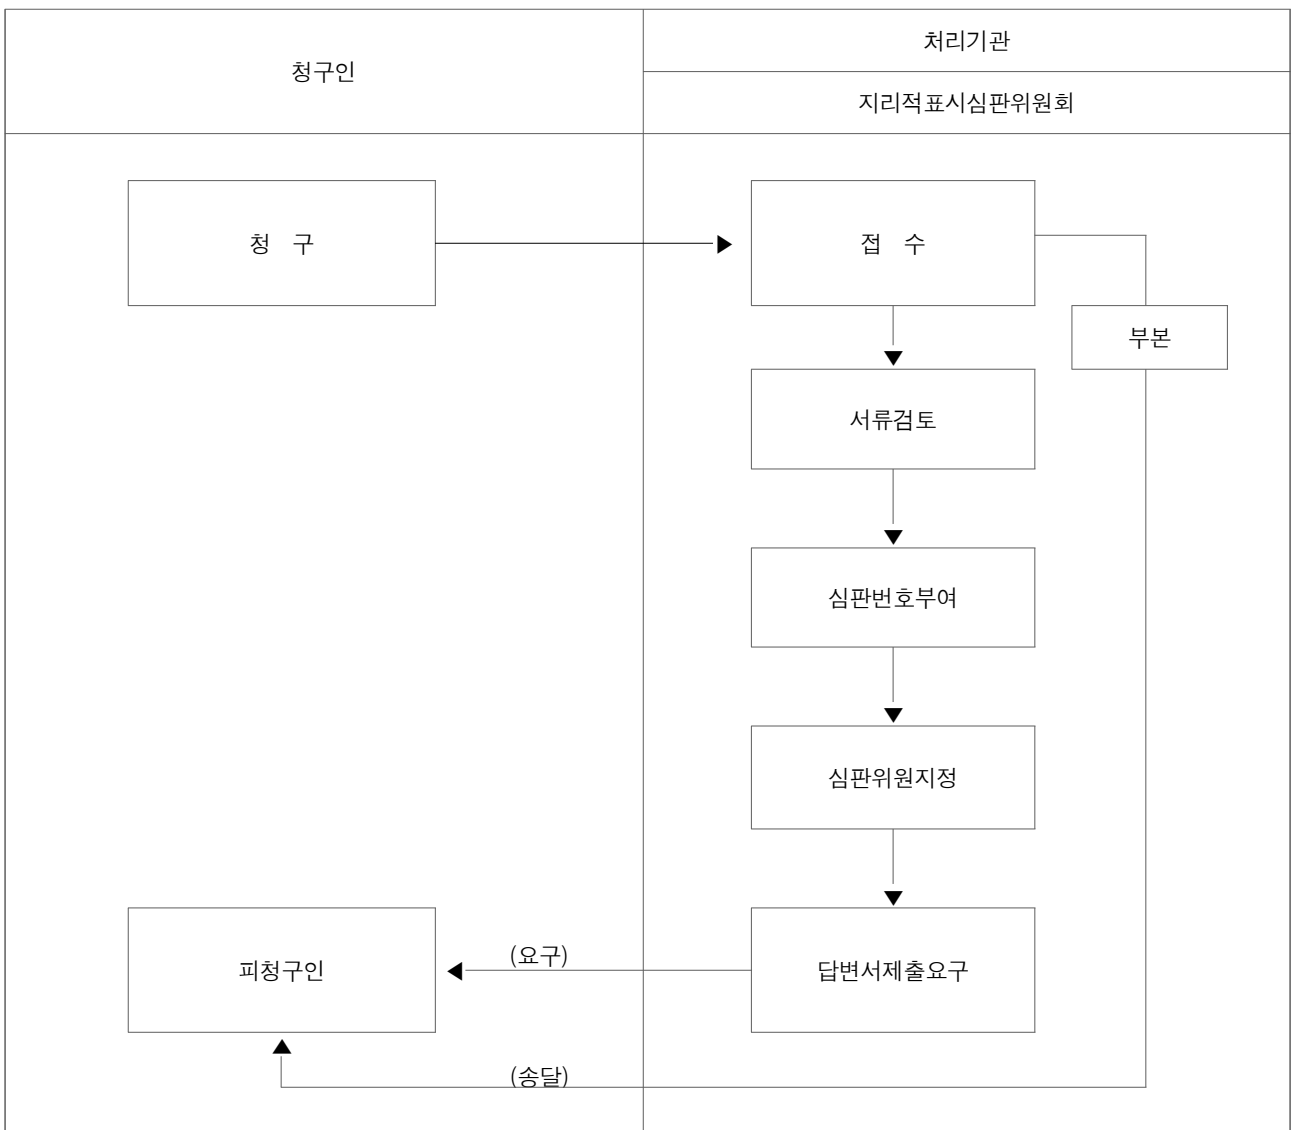 청구인
처리기관
지리적표시심판위원회
청 구
접 수
부본
서류검토
심판번호부여
심판위원지정
피청구인
(요구)
답변서제출요구
(송달)